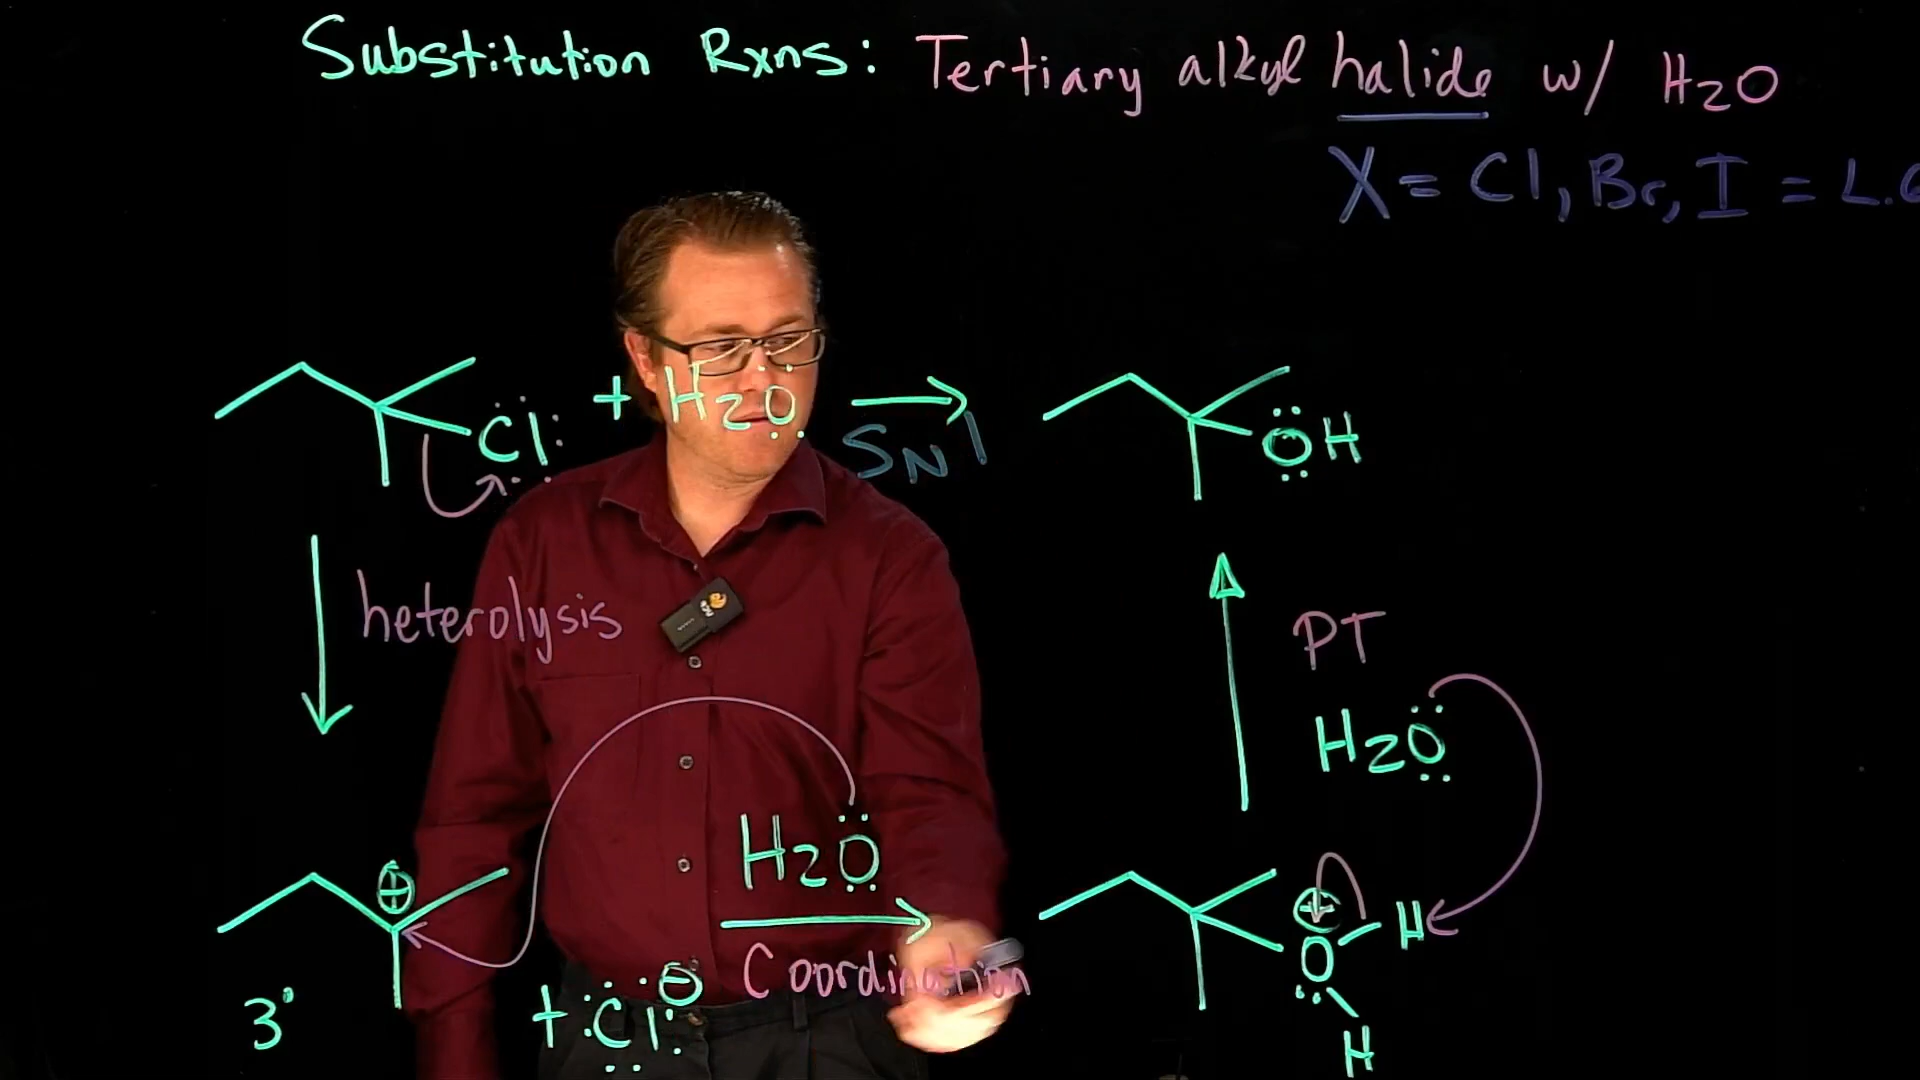 Substitution Rxns: Tertiary alkyl halide w/ H2O
X = Cl, Br, I = L.G
Cl + H2O
SN1
OH
heterolysis
PT
H2O
H2O
⊕
⊕
H
O
Coordination
3°
+ Cl ⊖
H